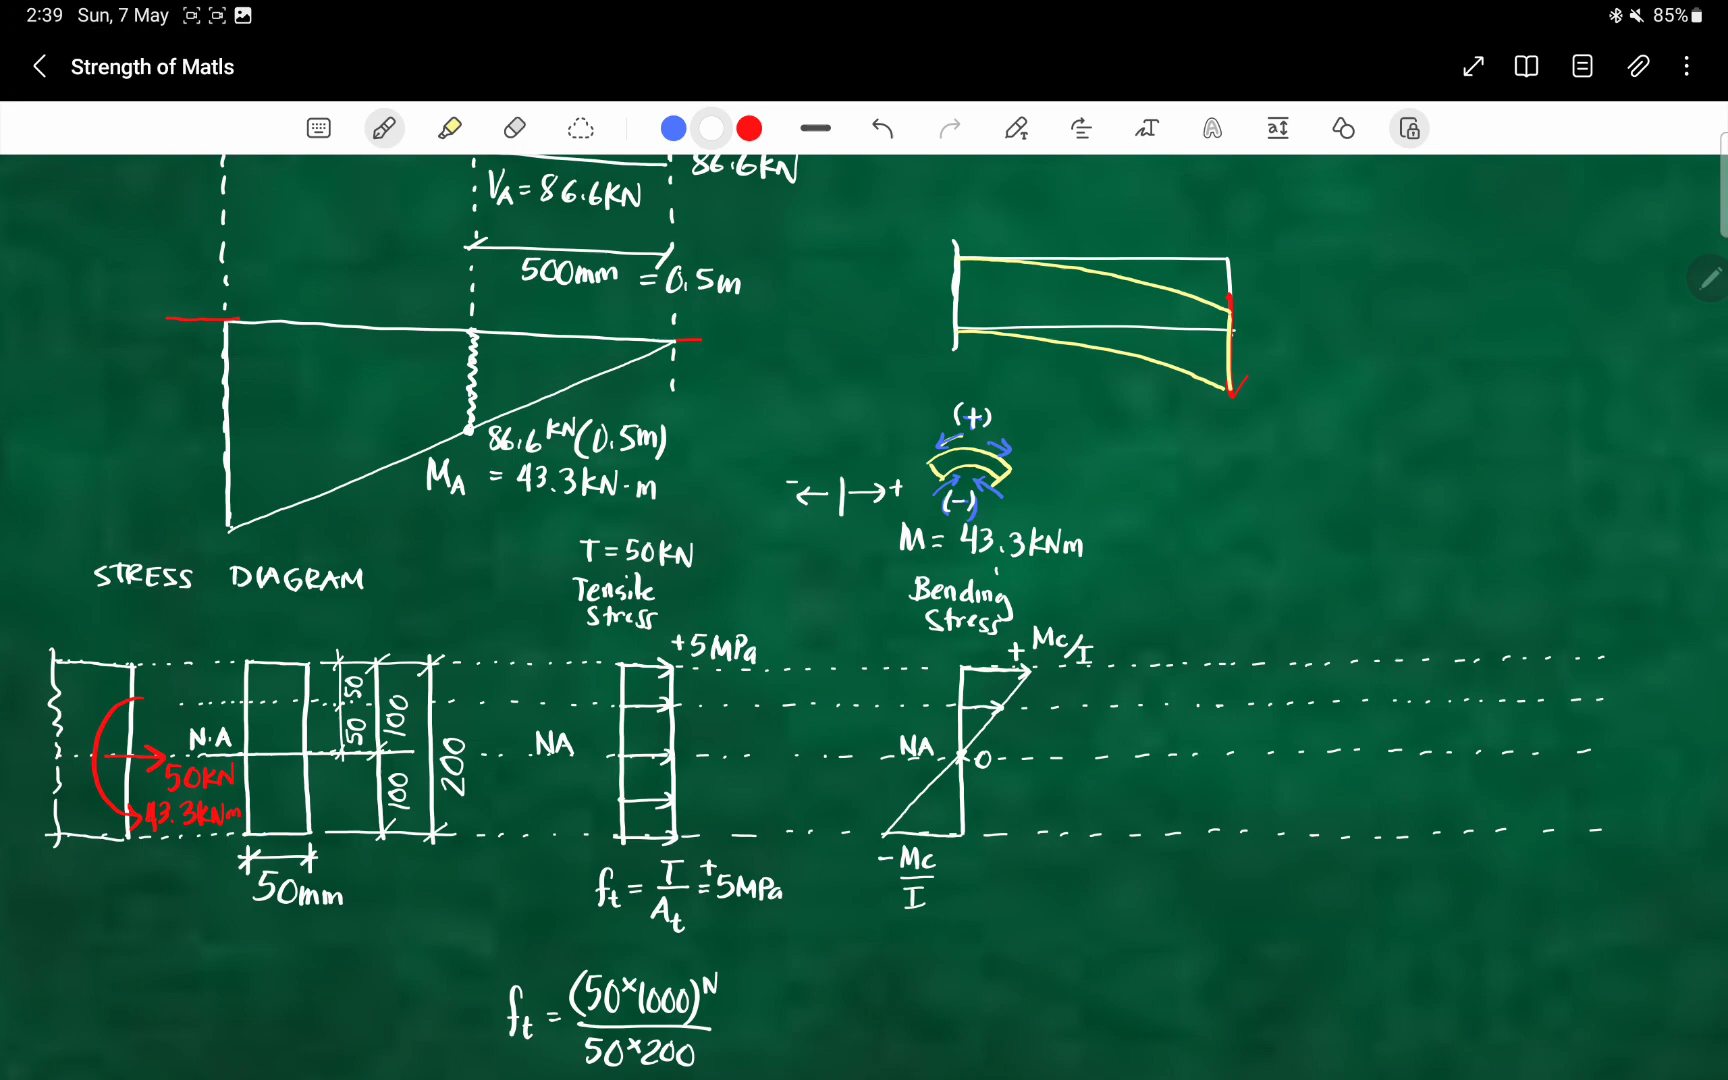 2:39 Sun, 7 May
85%
Strength of Matls
86.6KN
VA = 86.6KN
500mm = 0.5m
86.6KN(0.5m)
MA = 43.3KN·m
(+)
- ← | → +
(-)
M = 43.3KNm
STRESS DIAGRAM
T = 50KN
Tensile
Stress
Bending
Stress
+5MPa
+ Mc/I
50
50
100
100
200
N.A
NA
NA
0
50KN
43.3KNm
50mm
ft = T/At = +5MPa
- Mc/I
ft = (50×1000)N
50×200